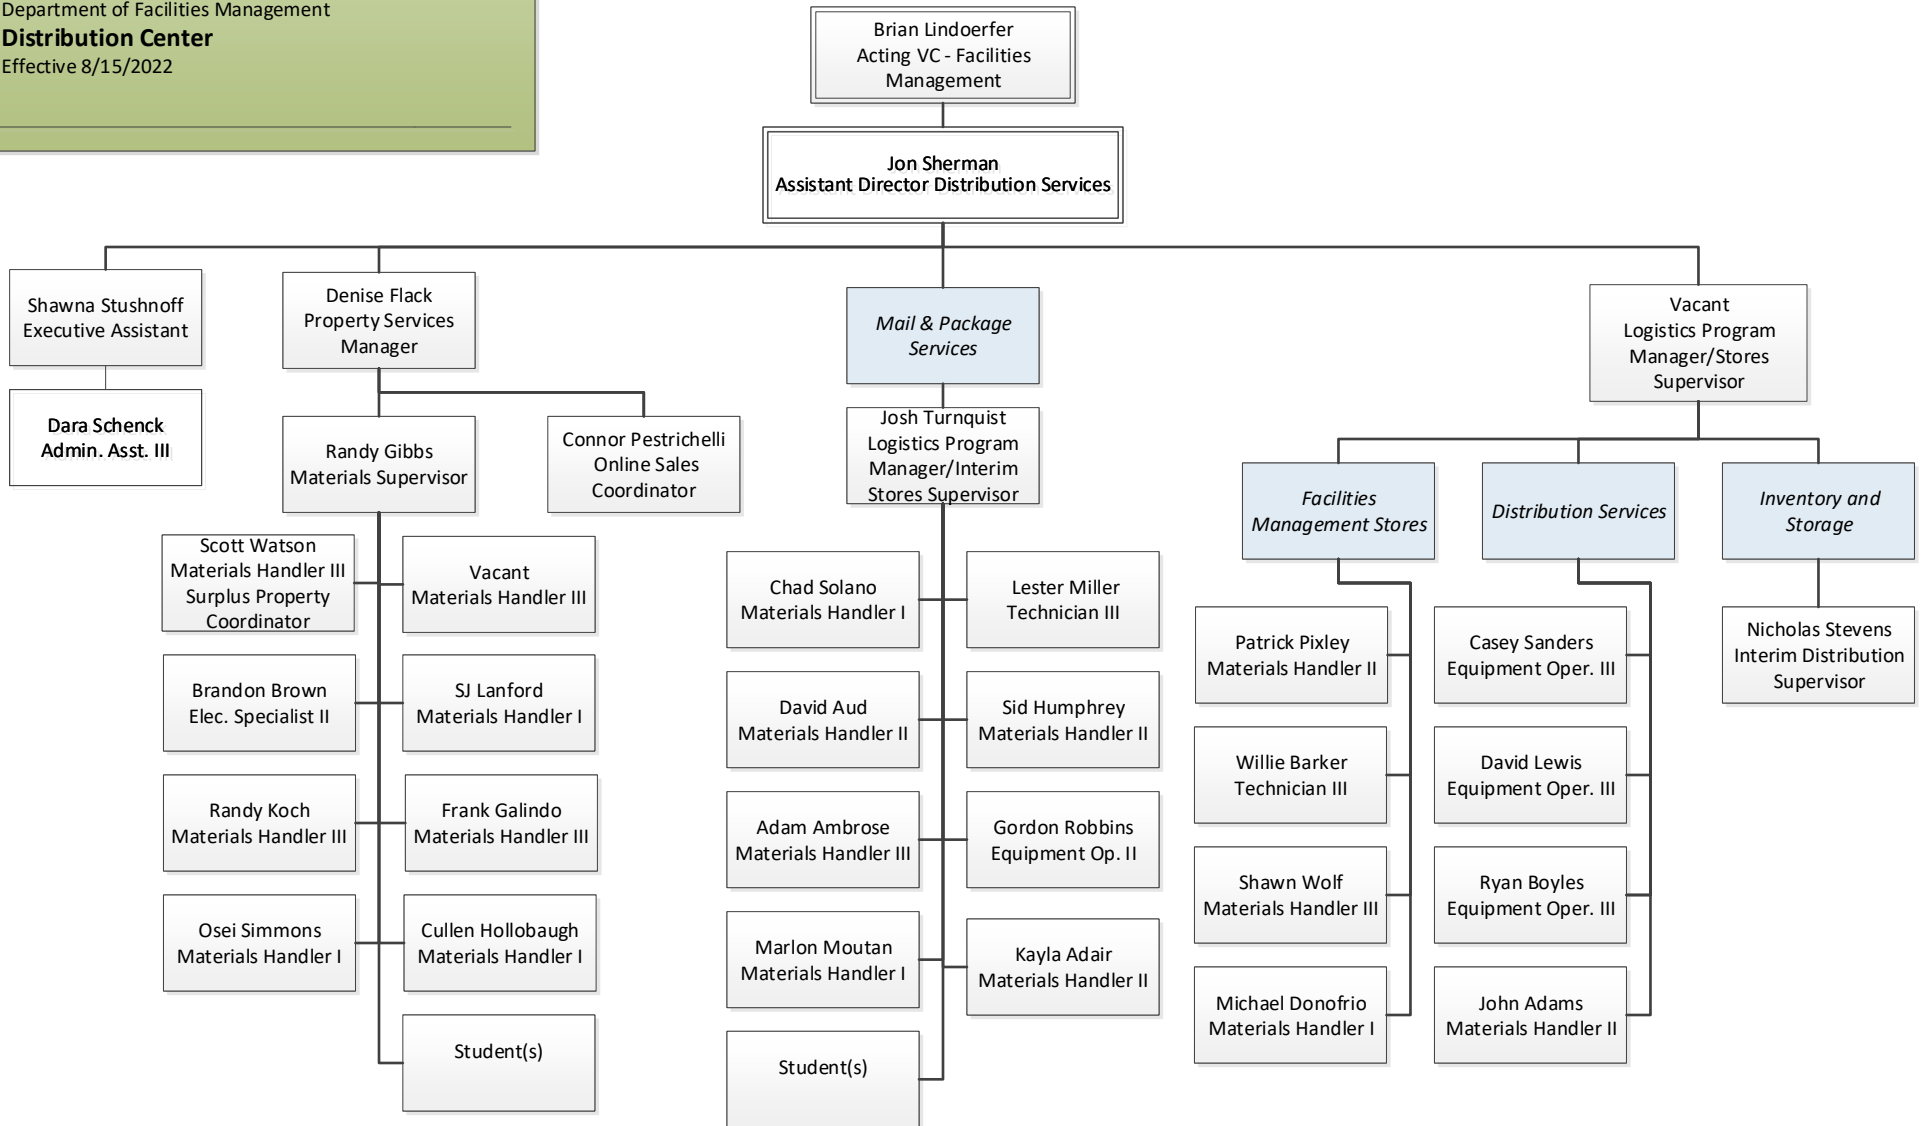 Department of Facilities Management
Distribution Center
Effective 8/15/2022
Brian Lindoerfer
Acting VC - Facilities
Management
Jon Sherman
Assistant Director Distribution Services
Shawna Stushnoff
Executive Assistant
Dara Schenck
Admin. Asst. III
Denise Flack
Property Services
Manager
Randy Gibbs
Materials Supervisor
Connor Pestrichelli
Online Sales
Coordinator
Scott Watson
Materials Handler III
Surplus Property
Coordinator
Vacant
Materials Handler III
Brandon Brown
Elec. Specialist II
SJ Lanford
Materials Handler I
Randy Koch
Materials Handler III
Frank Galindo
Materials Handler III
Osei Simmons
Materials Handler I
Cullen Hollobaugh
Materials Handler I
Student(s)
Mail & Package
Services
Josh Turnquist
Logistics Program
Manager/Interim
Stores Supervisor
Chad Solano
Materials Handler I
Lester Miller
Technician III
David Aud
Materials Handler II
Sid Humphrey
Materials Handler II
Adam Ambrose
Materials Handler III
Gordon Robbins
Equipment Op. II
Marlon Moutan
Materials Handler I
Kayla Adair
Materials Handler II
Student(s)
Vacant
Logistics Program
Manager/Stores
Supervisor
Facilities
Management Stores
Patrick Pixley
Materials Handler II
Willie Barker
Technician III
Shawn Wolf
Materials Handler III
Michael Donofrio
Materials Handler I
Distribution Services
Casey Sanders
Equipment Oper. III
David Lewis
Equipment Oper. III
Ryan Boyles
Equipment Oper. III
John Adams
Materials Handler II
Inventory and
Storage
Nicholas Stevens
Interim Distribution
Supervisor